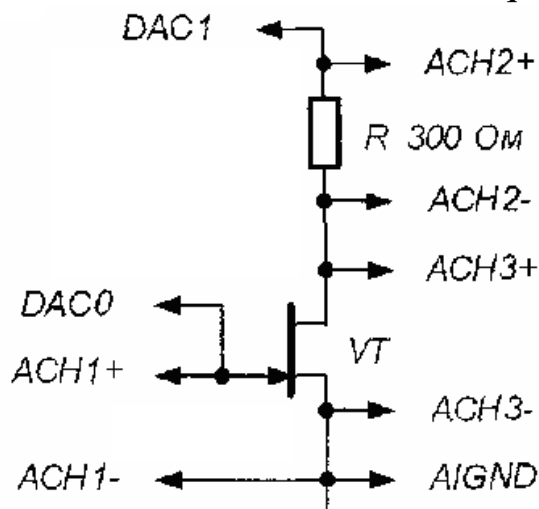 DAC1
ACH2+
R 300 Ом
ACH2-
ACH3+
DAC0
VT
ACH1+
ACH3-
ACH1-
AIGND